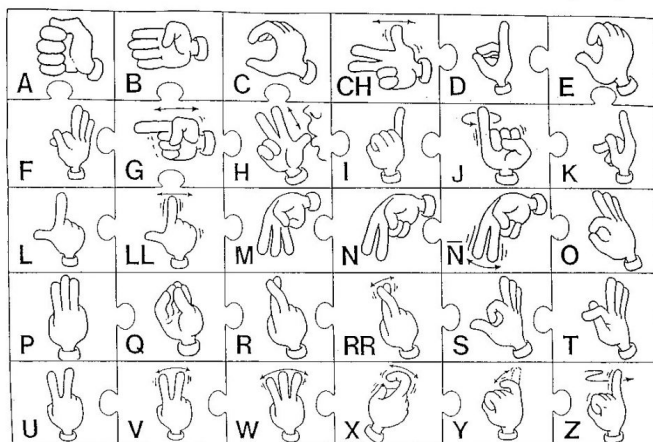 A B C CH D E
F G H I J K
L LL M N Ñ O
P Q R RR S T
U V W X Y Z